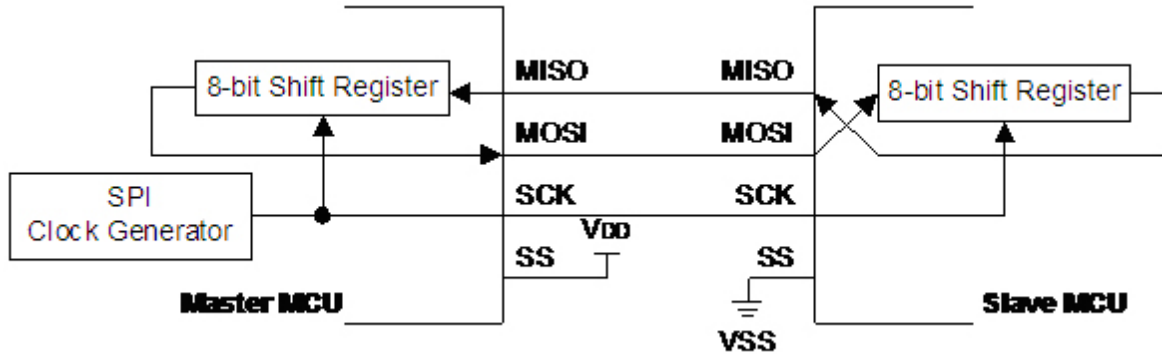 MISO MISO
8-bit Shift Register 8-bit Shift Register
MOSI MOSI
SPI
Clock Generator
SCK SCK
VDD
SS SS
Master MCU Slave MCU
VSS